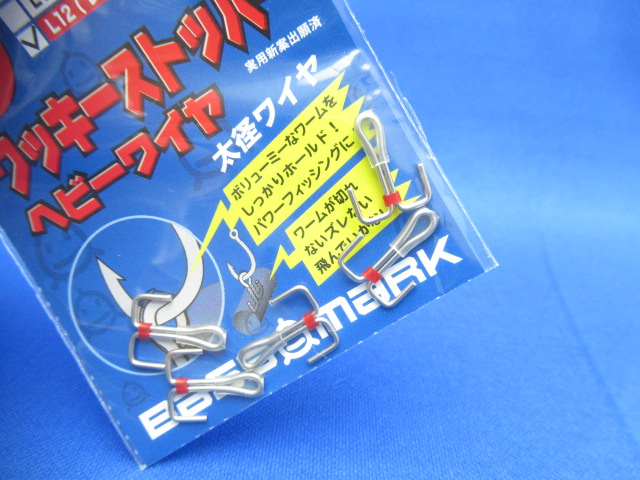 L12
実用新案出願済
ワッキーストッパー
ヘビーワイヤ
太径ワイヤ
ボリューミーなワームを
しっかりホールド!
パワーフィッシングに
ワームが切れ
ないズレない
飛んでいかない